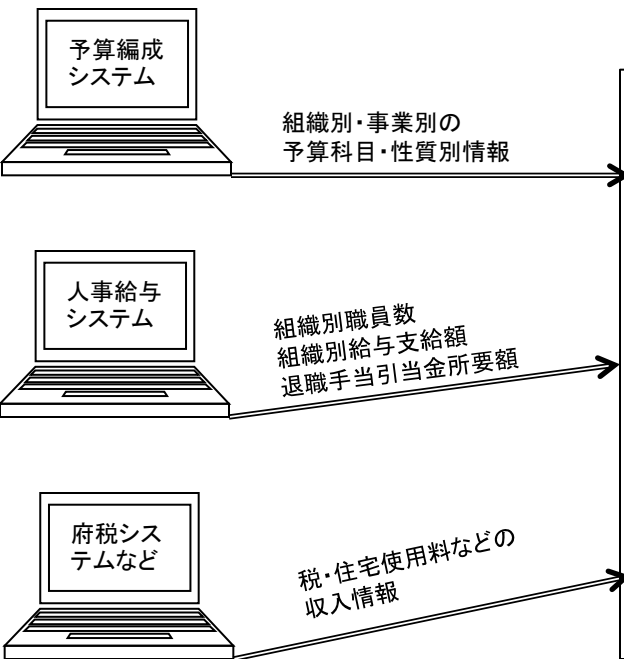 予算編成
システム
組織別・事業別の
予算科目・性質別情報
人事給与
システム
組織別職員数
組織別給与支給額
退職手当引当金所要額
府税シス
テムなど
税・住宅使用料などの
収入情報